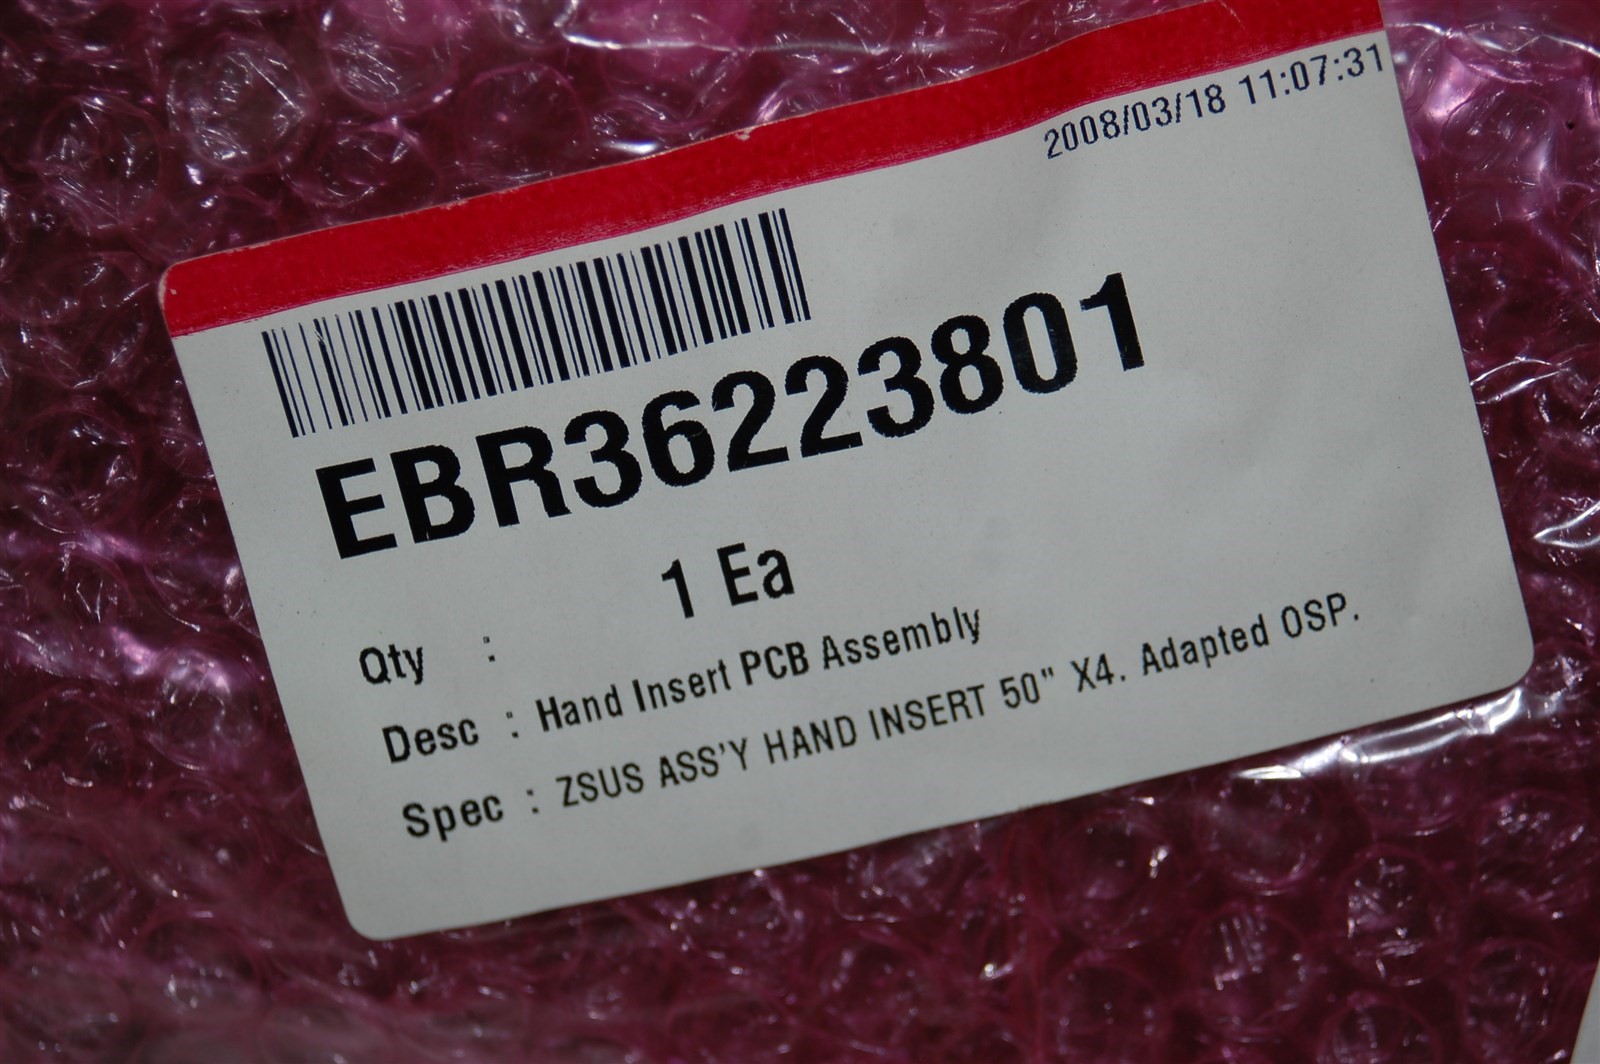 2008/03/18 11:07:31
EBR36223801
Qty : 1 Ea
Desc : Hand Insert PCB Assembly
Spec : ZSUS ASS'Y HAND INSERT 50" X4. Adapted OSP.